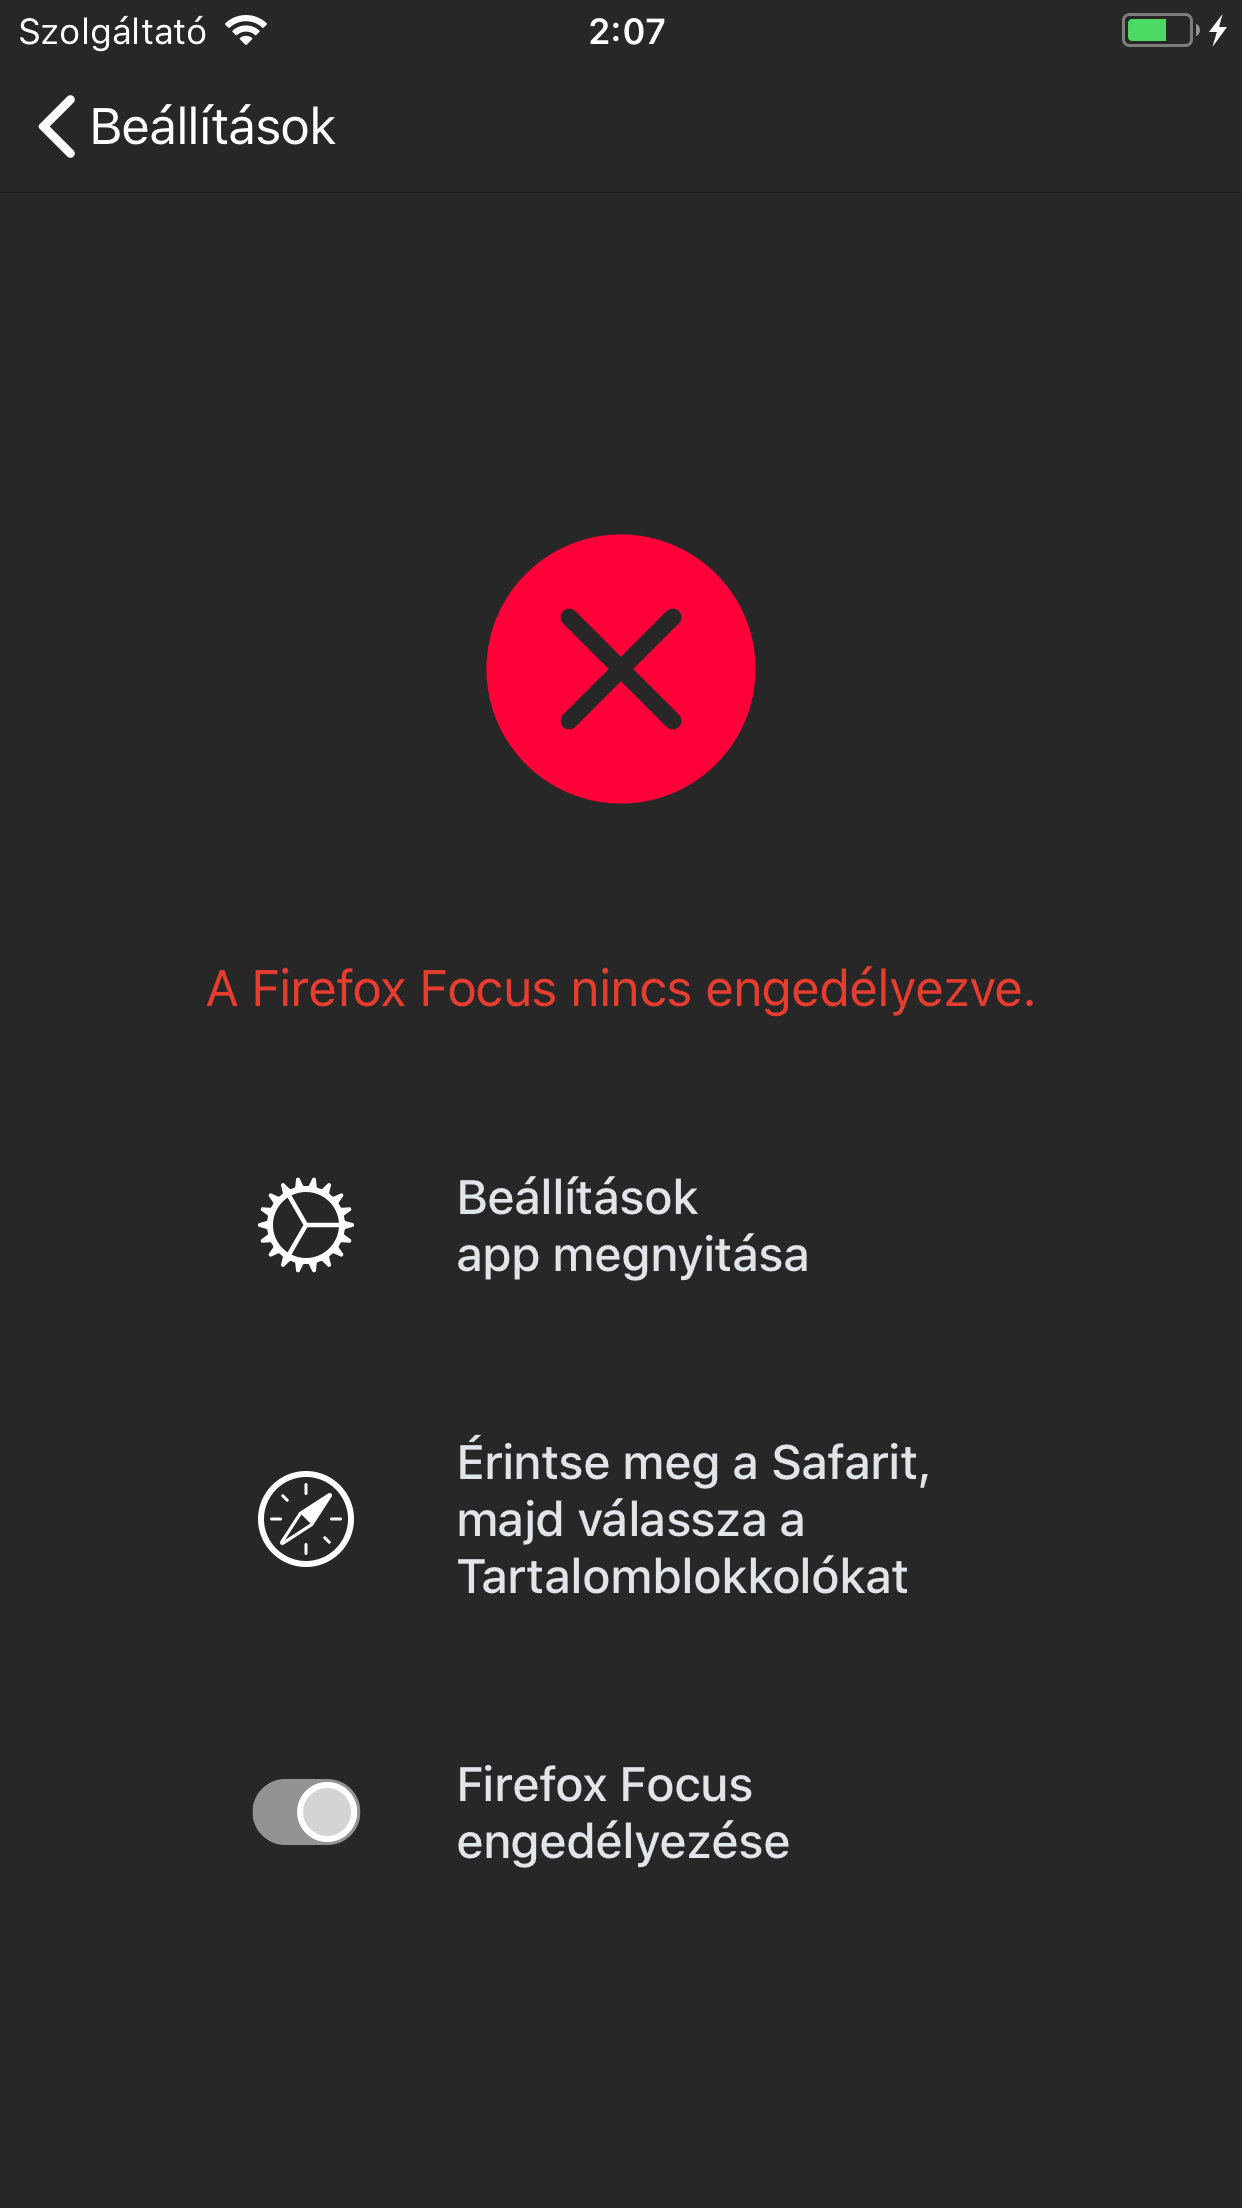 Szolgáltató 2:07
Beállítások
A Firefox Focus nincs engedélyezve.
Beállítások
app megnyitása
Érintse meg a Safarit,
majd válassza a
Tartalomblokkolókat
Firefox Focus
engedélyezése